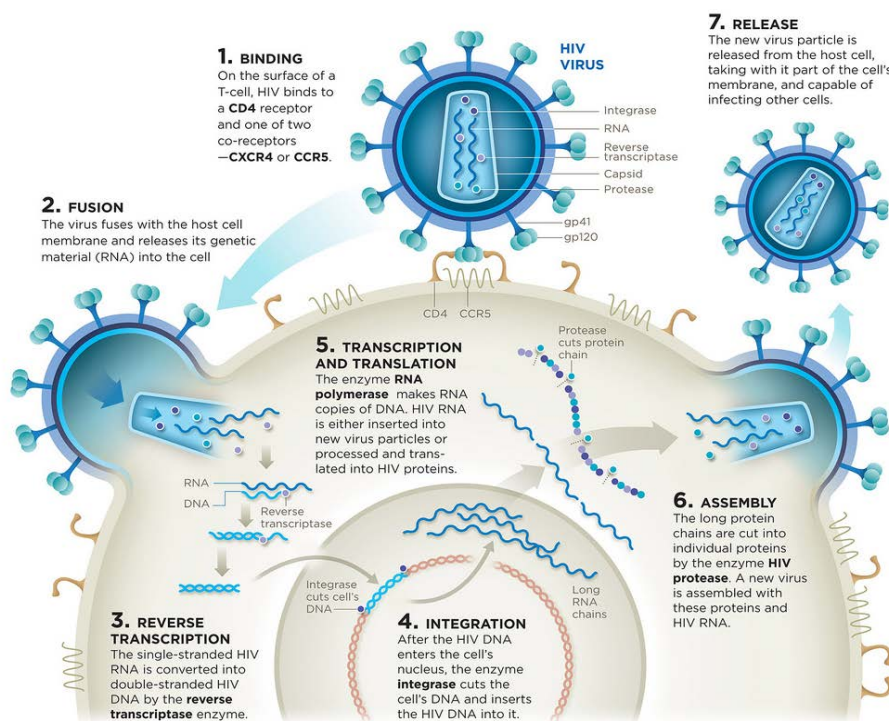 1. BINDING
On the surface of a
T-cell, HIV binds to
a CD4 receptor
and one of two
co-receptors
—CXCR4 or CCR5.
HIV
VIRUS
Integrase
RNA
Reverse
transcriptase
Capsid
Protease
gp41
gp120
CD4
CCR5
2. FUSION
The virus fuses with the host cell
membrane and releases its genetic
material (RNA) into the cell
RNA
DNA
Reverse
transcriptase
3. REVERSE
TRANSCRIPTION
The single-stranded HIV
RNA is converted into
double-stranded HIV
DNA by the reverse
transcriptase enzyme.
Integrase
cuts cell's
DNA
4. INTEGRATION
After the HIV DNA
enters the cell's
nucleus, the enzyme
integrase cuts the
cell's DNA and inserts
the HIV DNA into it.
Long
RNA
chains
5. TRANSCRIPTION
AND TRANSLATION
The enzyme RNA
polymerase makes RNA
copies of DNA. HIV RNA
is either inserted into
new virus particles or
processed and trans-
lated into HIV proteins.
Protease
cuts protein
chain
6. ASSEMBLY
The long protein
chains are cut into
individual proteins
by the enzyme HIV
protease. A new virus
is assembled with
these proteins and
HIV RNA.
7. RELEASE
The new virus particle is
released from the host cell,
taking with it part of the cell's
membrane, and capable of
infecting other cells.